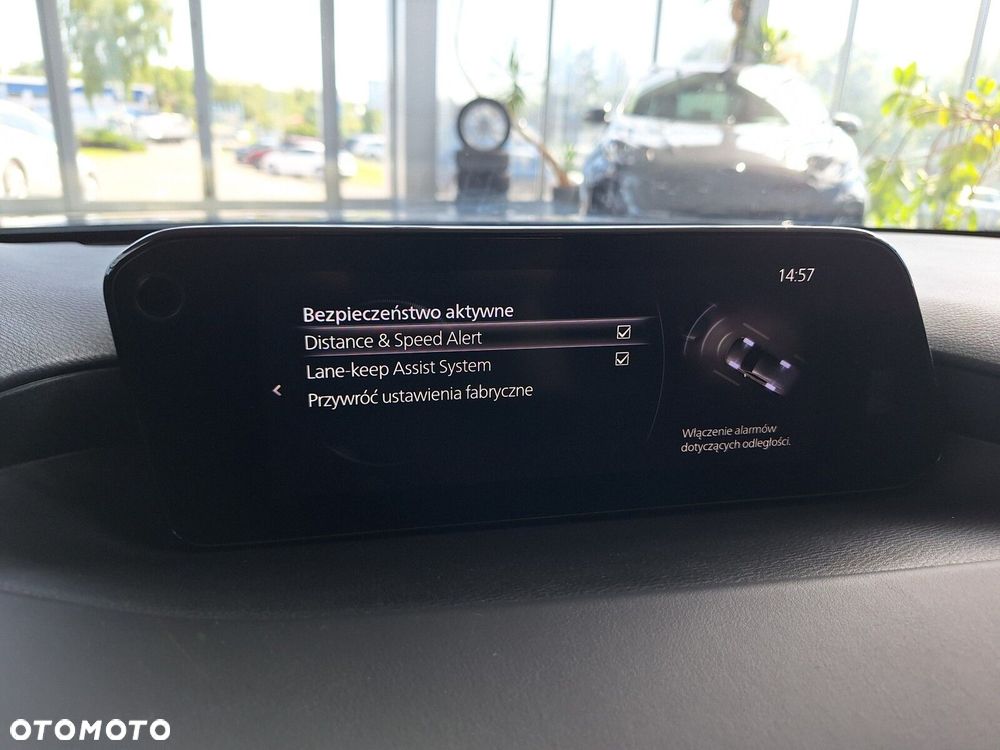 14:57
Bezpieczeństwo aktywne
Distance & Speed Alert
Lane-keep Assist System
Przywróć ustawienia fabryczne
Włączenie alarmów
dotyczących odległości.
OTOMOTO